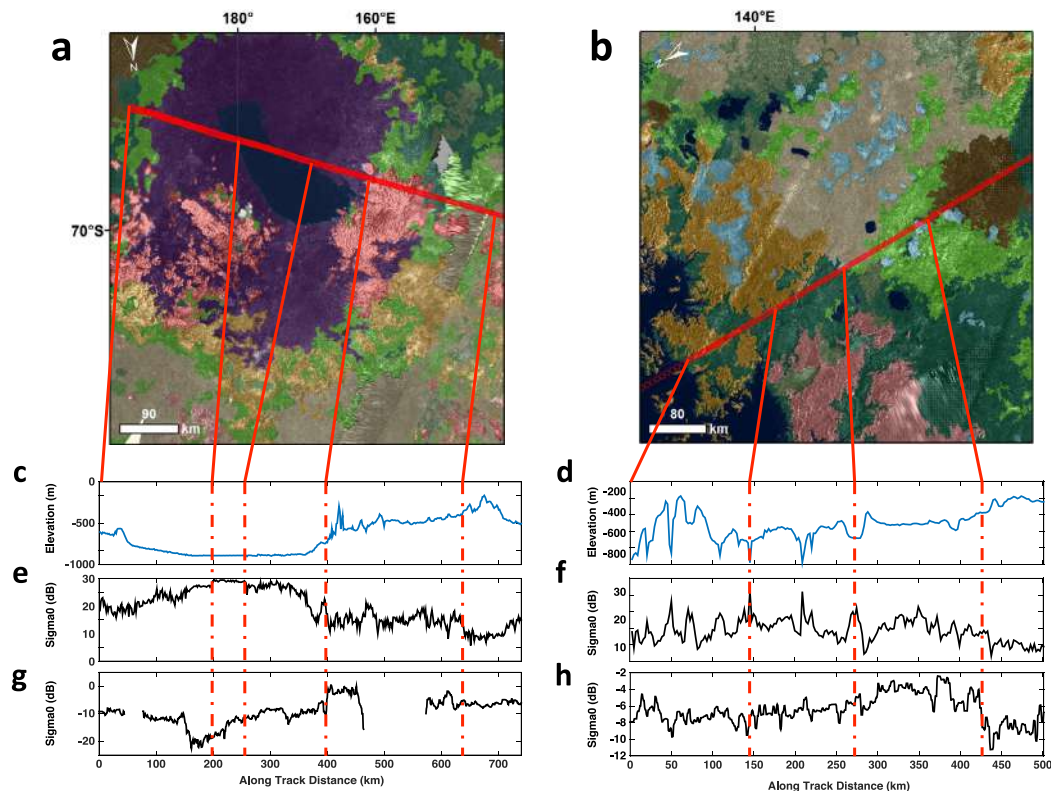 180°
160°
140°
a
b
N
N
70°S
90
km
80
km
c
d
Elevation (m)
0
-500
-1000
Elevation (m)
-200
-400
-600
-800
e
f
Sigma0 (dB)
30
20
10
0
Sigma0 (dB)
30
20
10
g
h
Sigma0 (dB)
0
-10
-20
Sigma0 (dB)
-2
-4
-6
-8
-10
-12
0 100 200 300 400 500 600 700
0 50 100 150 200 250 300 350 400 450 500
Along Track Distance (km)
Along Track Distance (km)